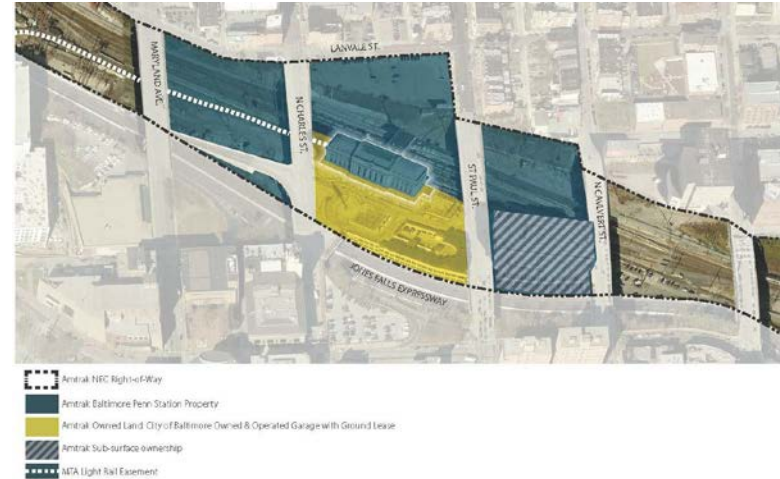 LANVALE ST.
MARYLAND AVE.
N CHARLES ST.
ST PAUL ST.
N CAVLVERT ST.
JONES FALLS EXPRESSWAY
Amtrak NEC Right-of-Way
Amtrak Baltimore Penn Station Property
Amtrak Owned Land: City of Baltimore Owned & Operated Garage with Ground Lease
Amtrak Sub-surface ownership
MTA Light Rail Easement